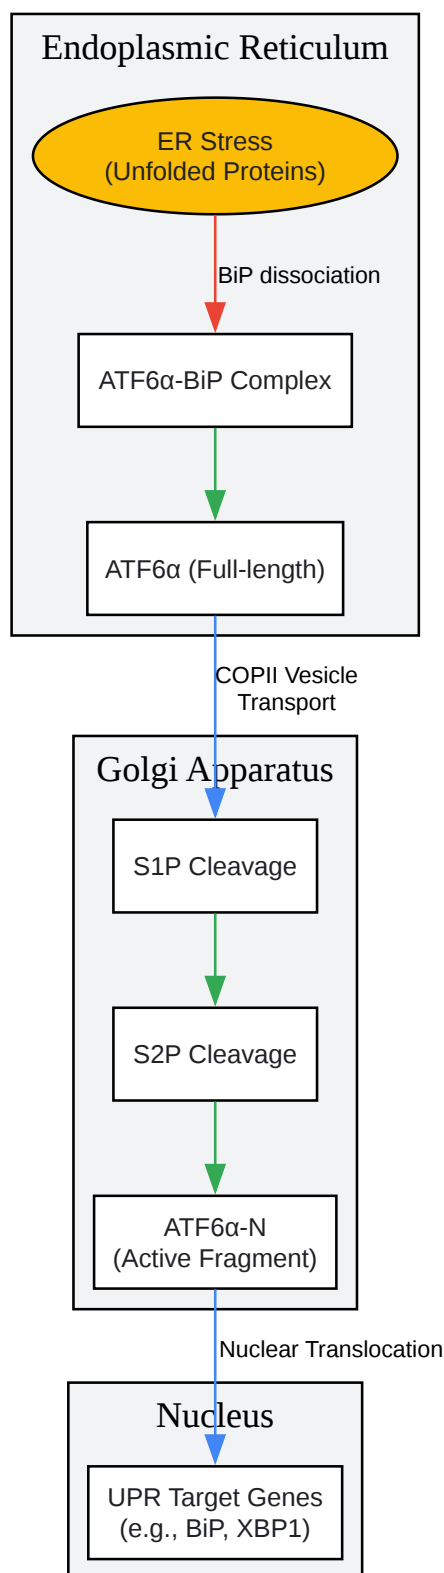 Endoplasmic Reticulum
ER Stress
(Unfolded Proteins)
BiP dissociation
ATF6α-BiP Complex
ATF6α (Full-length)
COPII Vesicle
Transport
Golgi Apparatus
S1P Cleavage
S2P Cleavage
ATF6α-N
(Active Fragment)
Nuclear Translocation
Nucleus
UPR Target Genes
(e.g., BiP, XBP1)